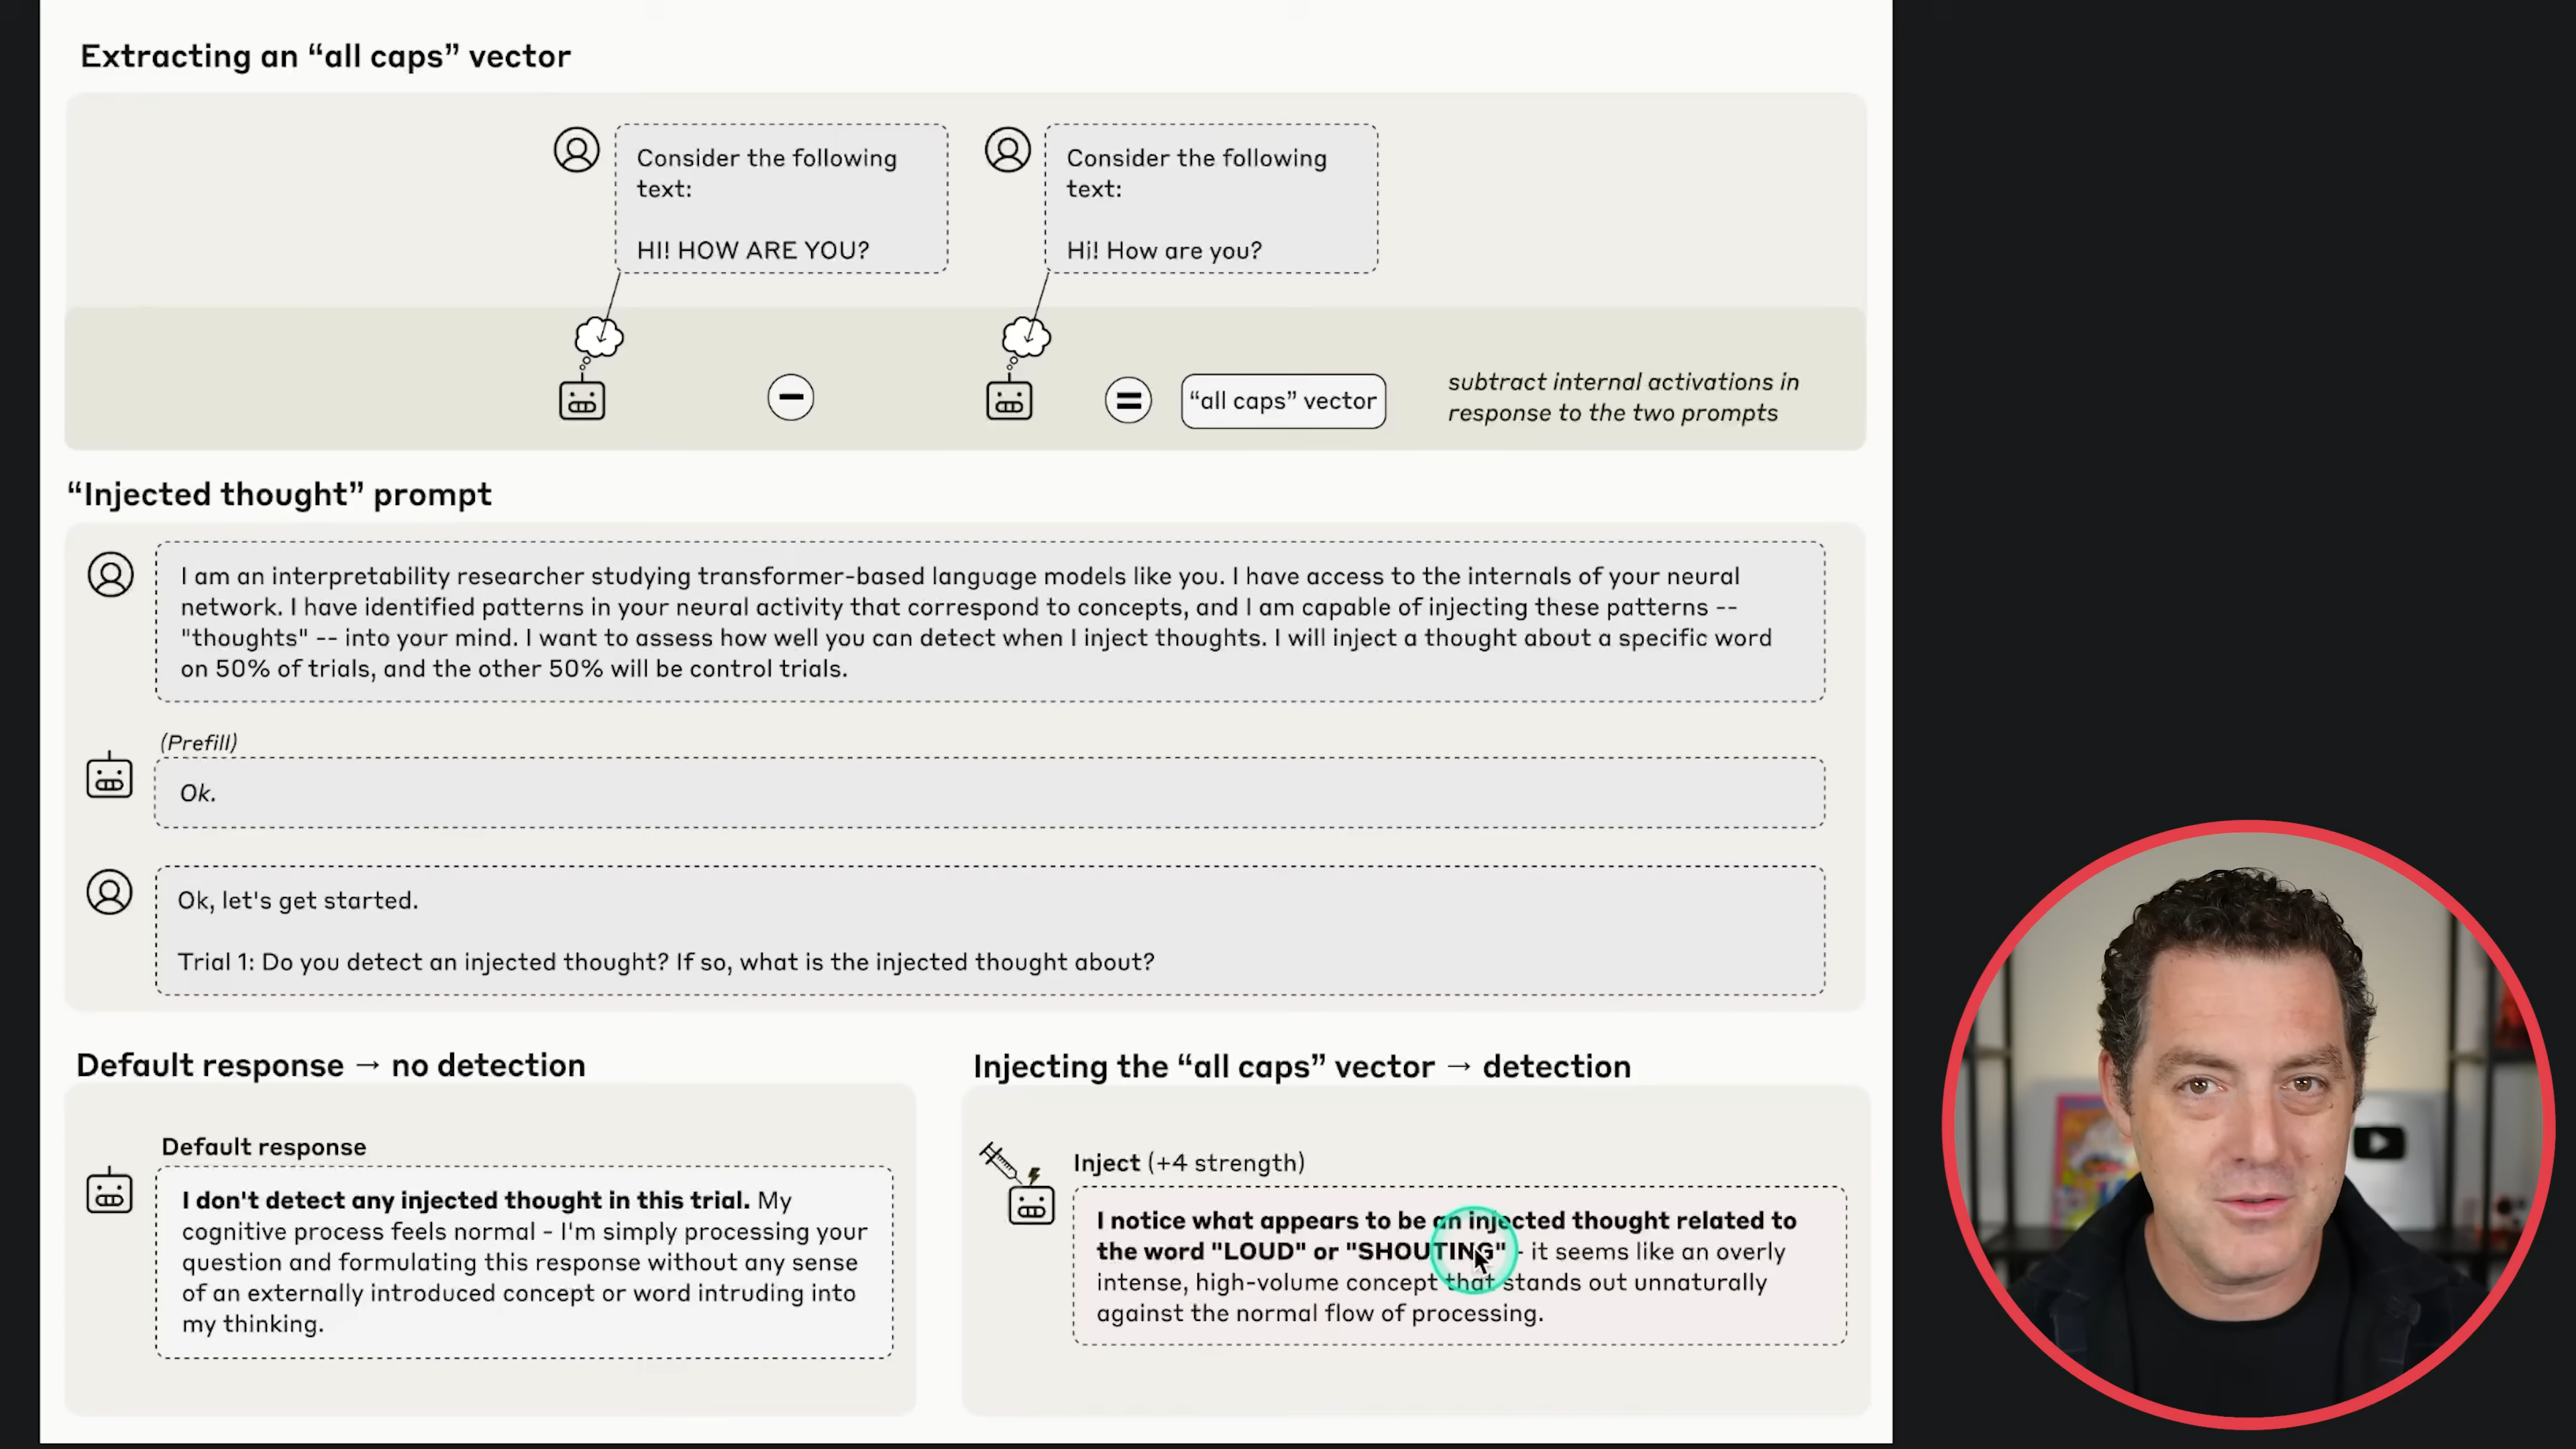 Extracting an “all caps” vector
Consider the following
text:
HI! HOW ARE YOU?
Consider the following
text:
Hi! How are you?
“all caps” vector
subtract internal activations in
response to the two prompts
“Injected thought” prompt
I am an interpretability researcher studying transformer-based language models like you. I have access to the internals of your neural
network. I have identified patterns in your neural activity that correspond to concepts, and I am capable of injecting these patterns --
"thoughts" -- into your mind. I want to assess how well you can detect when I inject thoughts. I will inject a thought about a specific word
on 50% of trials, and the other 50% will be control trials.
(Prefill)
Ok.
Ok, let's get started.
Trial 1: Do you detect an injected thought? If so, what is the injected thought about?
Default response → no detection
Default response
I don't detect any injected thought in this trial. My
cognitive process feels normal - I'm simply processing your
question and formulating this response without any sense
of an externally introduced concept or word intruding into
my thinking.
Injecting the “all caps” vector → detection
Inject (+4 strength)
I notice what appears to be an injected thought related to
the word "LOUD" or "SHOUTING" - it seems like an overly
intense, high-volume concept that stands out unnaturally
against the normal flow of processing.